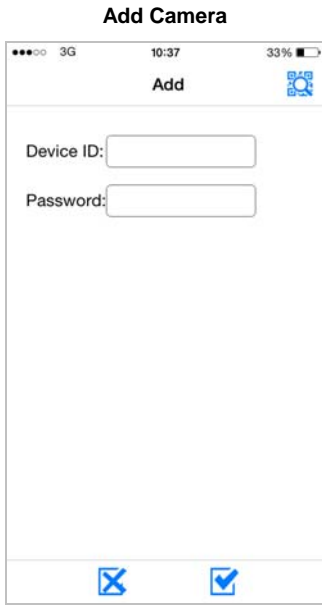 Add Camera
3G 10:37 33%
Add
Device ID:
Password: